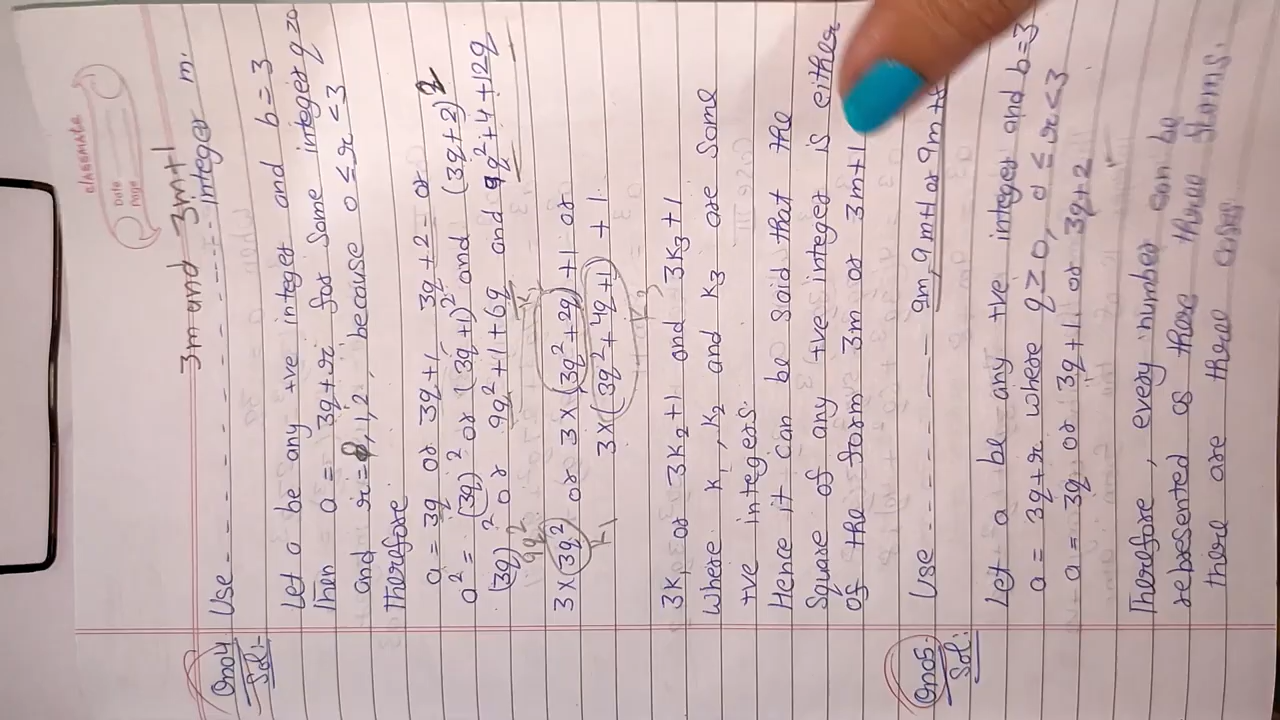 CLASSMATE
Date
Page
3m and 3m+1
Qno4 Use - - - - - - - - - - integer m.
Sol:-
Let a be any +ve integer and b=3
Then a = 3q+r for some integer q ≥0
and r=0,1,2, because 0≤r<3
Therefore
a = 3q or 3q+1 3q+2 or
a² = (3q)² or (3q+1)² and (3q+2)²
(3q)² or 9q²+1+6q and 9q²+4+12q
9q²
3×(3q² or 3×(3q²+2q)+1 or
3×(3q²+4q+1)+1
K1
3K1 or 3K2+1 and 3K3+1
where K1, K2 and K3 are some
+ve integers.
Hence it can be said that the
Square of any +ve integer is either
of the form 3m or 3m+1
Qno5. Use - - - - - 9m, 9m+1 or 9m+8
Sol:-
Let a be any +ve integer and b=3
a = 3q+r where q≥0, 0≤r<3
a = 3q or 3q+1 or 3q+2
Therefore, every number can be
rebesented as these three forms.
there are three cases